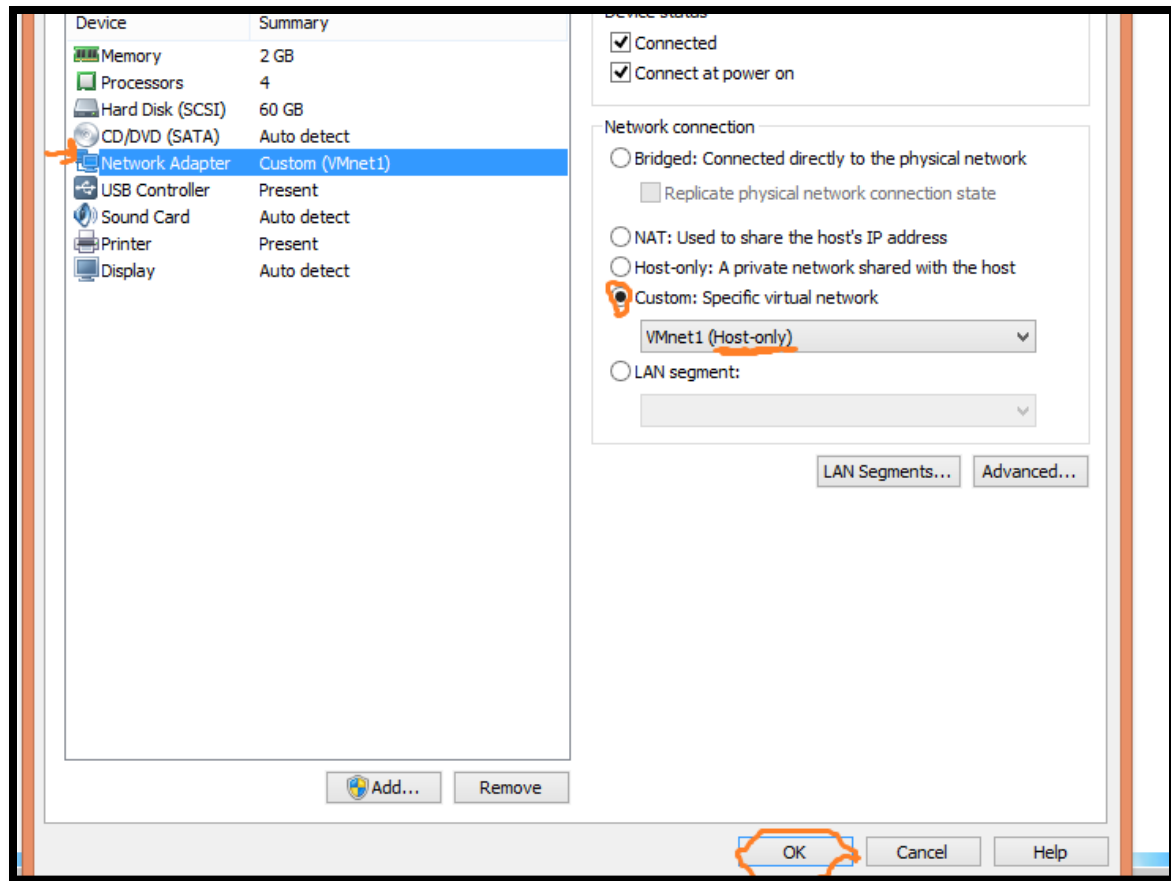 Device Summary
Memory 2 GB
Processors 4
Hard Disk (SCSI) 60 GB
CD/DVD (SATA) Auto detect
Network Adapter Custom (VMnet1)
USB Controller Present
Sound Card Auto detect
Printer Present
Display Auto detect
Add... Remove
Device status
Connected
Connect at power on
Network connection
Bridged: Connected directly to the physical network
Replicate physical network connection state
NAT: Used to share the host's IP address
Host-only: A private network shared with the host
Custom: Specific virtual network
VMnet1 (Host-only)
LAN segment:
LAN Segments... Advanced...
OK Cancel Help